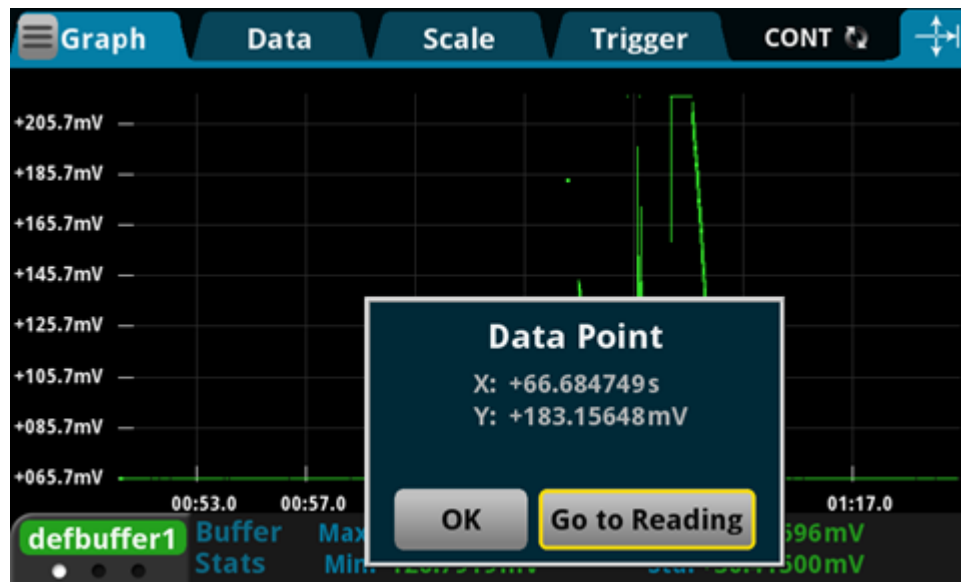 Graph Data Scale Trigger CONT
+205.7mV
+185.7mV
+165.7mV
+145.7mV
+125.7mV
+105.7mV
+085.7mV
+065.7mV
Data Point
X: +66.684749s
Y: +183.15648mV
OK Go to Reading
00:53.0 00:57.0 01:17.0
defbuffer1
Buffer Max
Stats Min